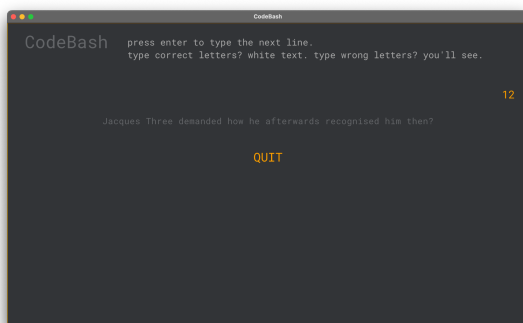 CodeBash
CodeBash
press enter to type the next line.
type correct letters? white text. type wrong letters? you'll see.
12
Jacques Three demanded how he afterwards recognised him then?
QUIT